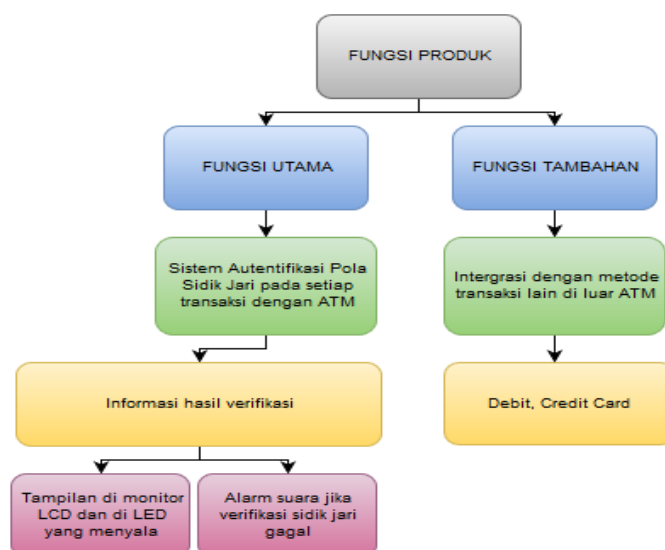 FUNGSI PRODUK
FUNGSI UTAMA
FUNGSI TAMBAHAN
Sistem Autentifikasi Pola
Sidik Jari pada setiap
transaksi dengan ATM
Intergrasi dengan metode
transaksi lain di luar ATM
Informasi hasil verifikasi
Debit, Credit Card
Tampilan di monitor
LCD dan di LED
yang menyala
Alarm suara jika
verifikasi sidik jari
gagal